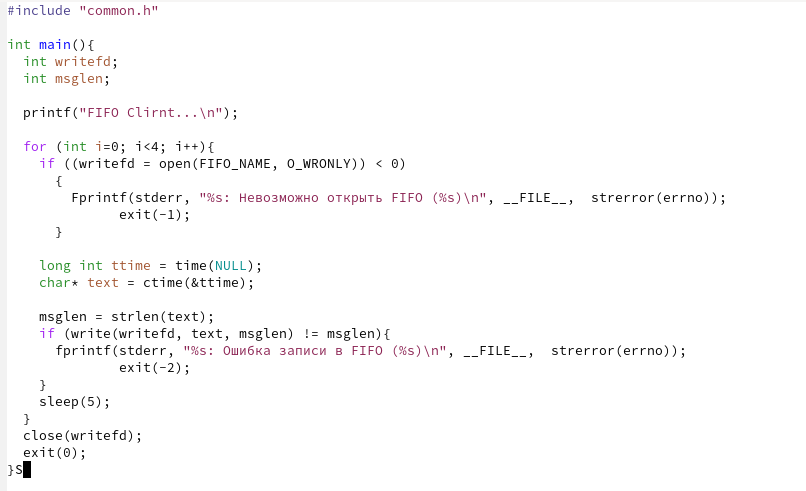 #include "common.h"

int main(){
  int writefd;
  int msglen;

  printf("FIFO Clirnt...\n");

  for (int i=0; i<4; i++){
    if ((writefd = open(FIFO_NAME, O_WRONLY)) < 0)
      {
        Fprintf(stderr, "%s: Невозможно открыть FIFO (%s)\n", __FILE__,  strerror(errno));
              exit(-1);
      }

    long int ttime = time(NULL);
    char* text = ctime(&ttime);

    msglen = strlen(text);
    if (write(writefd, text, msglen) != msglen){
      fprintf(stderr, "%s: Ошибка записи в FIFO (%s)\n", __FILE__,  strerror(errno));
              exit(-2);
    }
    sleep(5);
  }
  close(writefd);
  exit(0);
}S